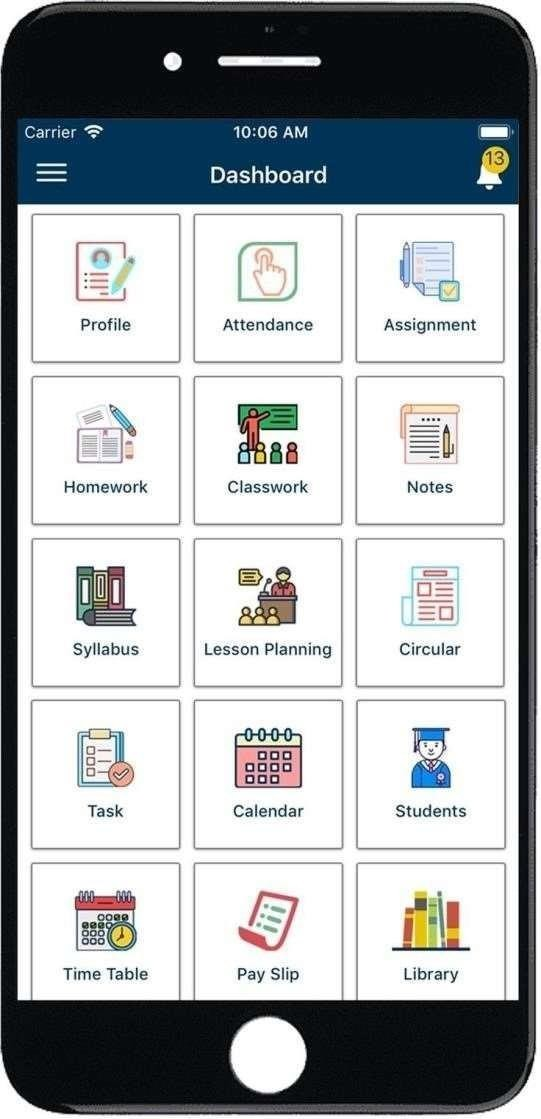 Carrier 10:06 AM
Dashboard 13
Profile Attendance Assignment
Homework Classwork Notes
Syllabus Lesson Planning Circular
Task Calendar Students
Time Table Pay Slip Library